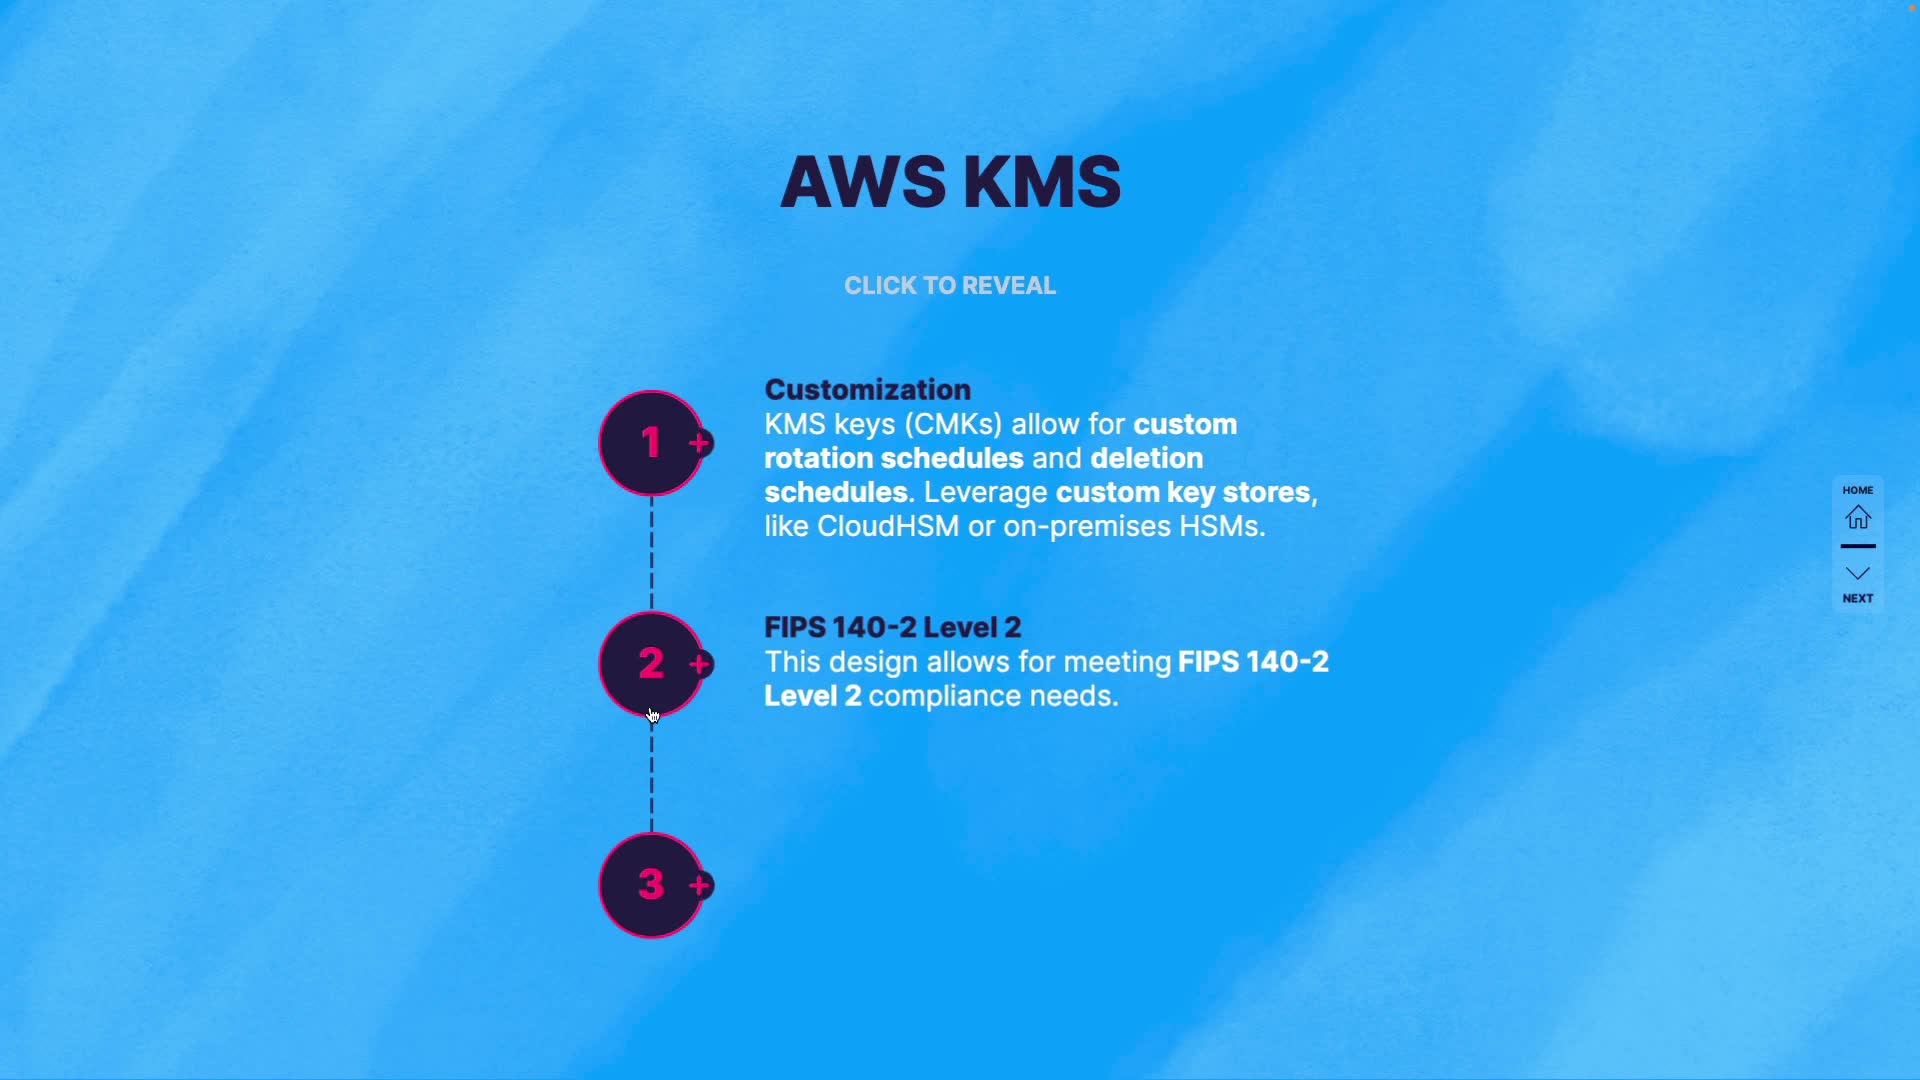 AWS KMS
CLICK TO REVEAL
1
+
Customization
KMS keys (CMKs) allow for custom
rotation schedules and deletion
schedules. Leverage custom key stores,
like CloudHSM or on-premises HSMs.
HOME
NEXT
2
+
FIPS 140-2 Level 2
This design allows for meeting FIPS 140-2
Level 2 compliance needs.
3
+